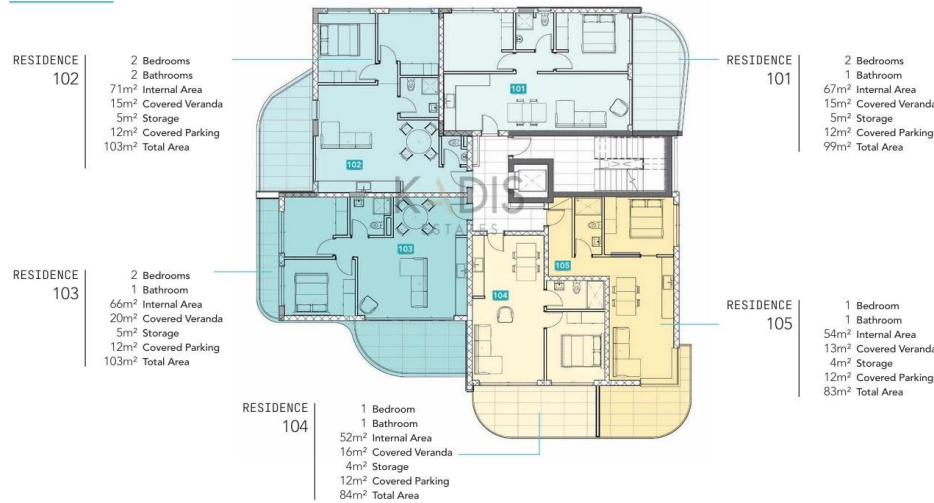 RESIDENCE
102
2 Bedrooms
2 Bathrooms
71m² Internal Area
15m² Covered Veranda
5m² Storage
12m² Covered Parking
103m² Total Area
RESIDENCE
101
2 Bedrooms
1 Bathroom
67m² Internal Area
15m² Covered Veranda
5m² Storage
12m² Covered Parking
99m² Total Area
101
102
KADIS
ESTATES
103
104
105
RESIDENCE
103
2 Bedrooms
1 Bathroom
66m² Internal Area
20m² Covered Veranda
5m² Storage
12m² Covered Parking
103m² Total Area
RESIDENCE
105
1 Bedroom
1 Bathroom
54m² Internal Area
13m² Covered Veranda
4m² Storage
12m² Covered Parking
83m² Total Area
RESIDENCE
104
1 Bedroom
1 Bathroom
52m² Internal Area
16m² Covered Veranda
4m² Storage
12m² Covered Parking
84m² Total Area